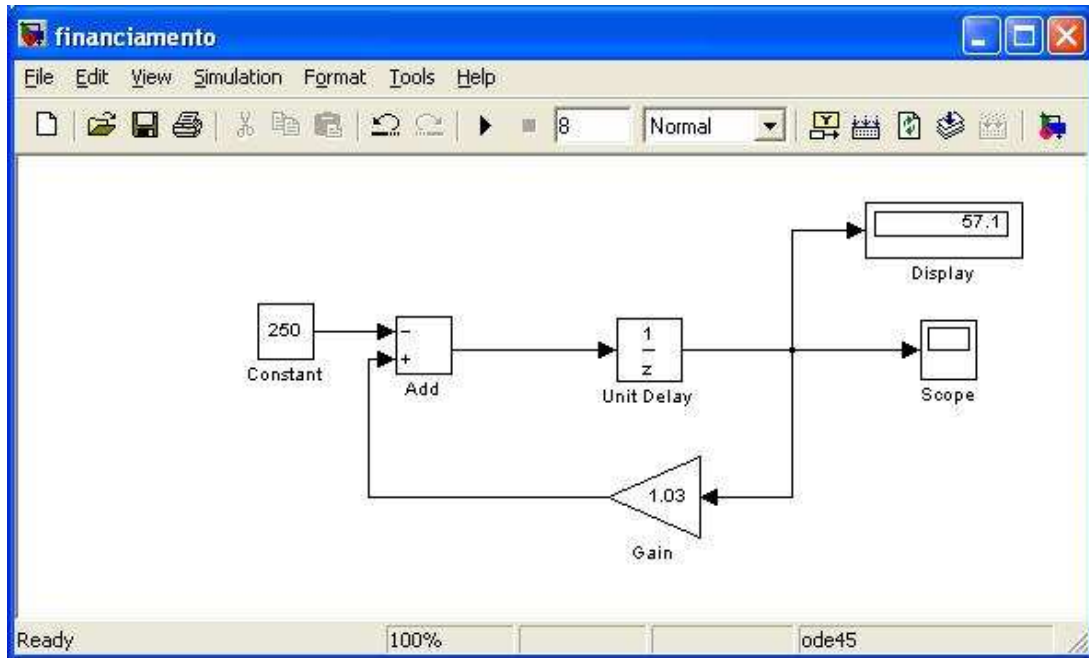 financiamento
File Edit View Simulation Format Tools Help
8 Normal
57.1
Display
250
Constant
−
+
Add
1
z
Unit Delay
Scope
1.03
Gain
Ready 100% ode45